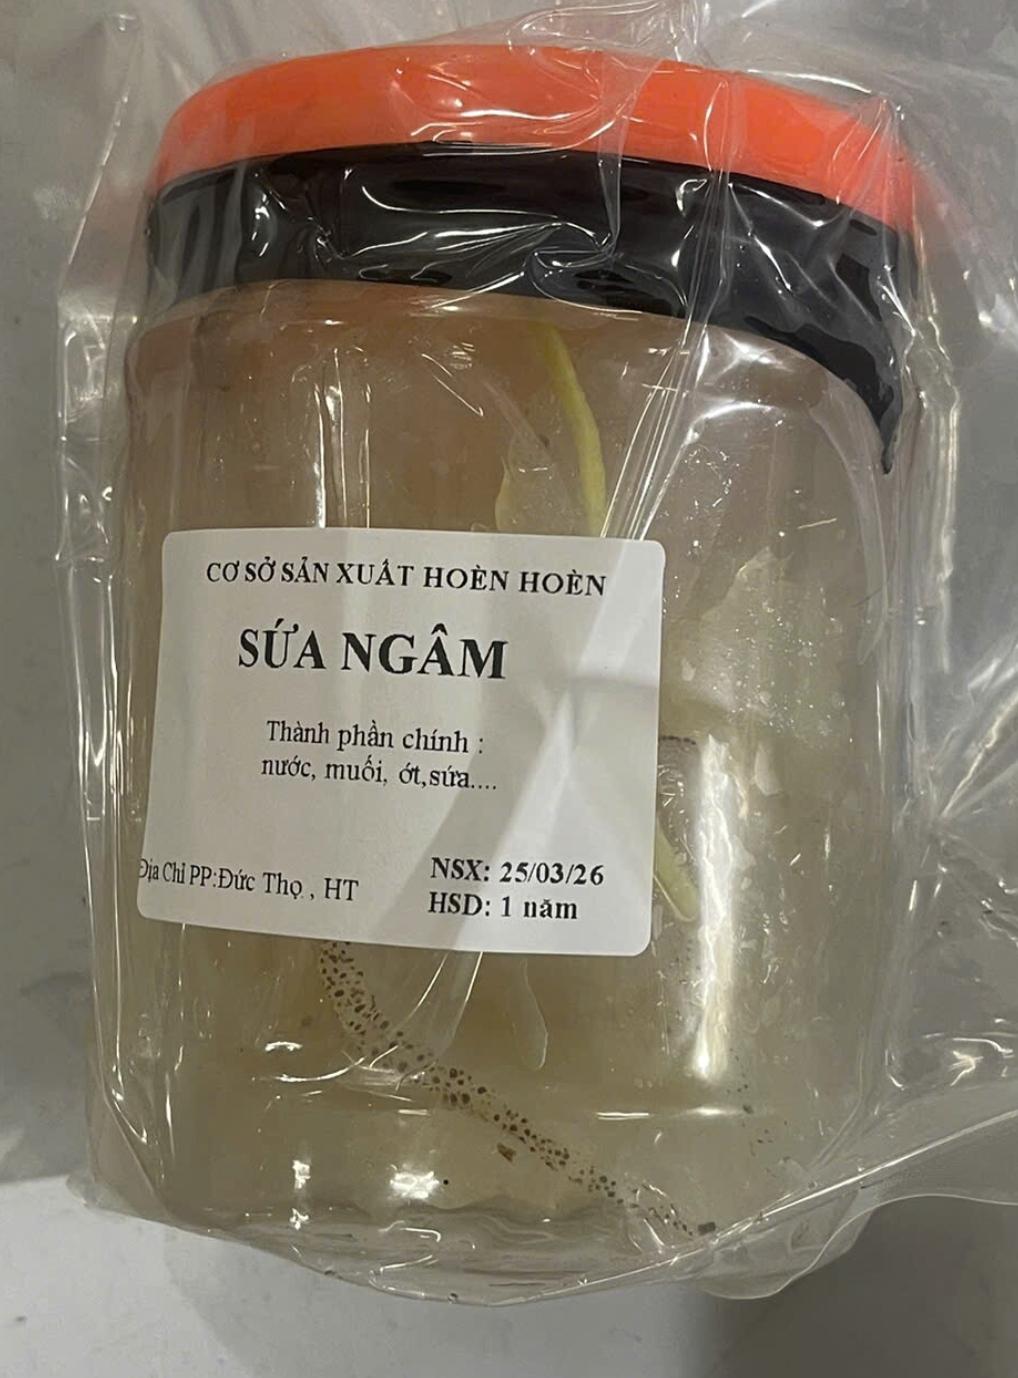 CƠ SỞ SẢN XUẤT HOÈN HOÈN
SỨA NGÂM
Thành phần chính :
nước, muối, ớt,sứa....
Địa Chỉ PP:Đức Thọ , HT
NSX: 25/03/26
HSD: 1 năm